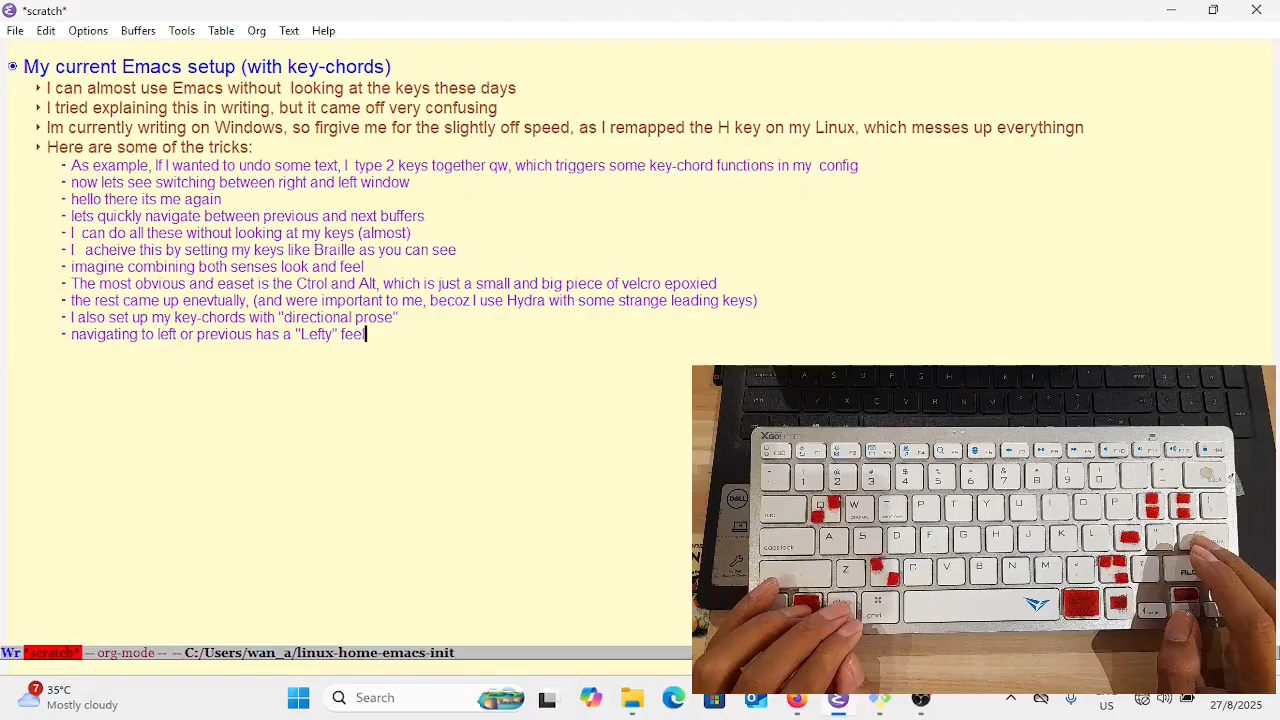 *scratch*
File Edit Options Buffers Tools Table Org Text Help
My current Emacs setup (with key-chords)
I can almost use Emacs without  looking at the keys these days
I tried explaining this in writing, but it came off very confusing
Im currently writing on Windows, so firgive me for the slightly off speed, as I remapped the H key on my Linux, which messes up everythingn
Here are some of the tricks:
- As example, If I wanted to undo some text, I  type 2 keys together qw, which triggers some key-chord functions in my  config
- now lets see switching between right and left window
- hello there its me again
- lets quickly navigate between previous and next buffers
- I  can do all these without looking at my keys (almost)
- I   acheive this by setting my keys like Braille as you can see
- imagine combining both senses look and feel
- The most obvious and easet is the Ctrol and Alt, which is just a small and big piece of velcro epoxied
- the rest came up enevtually, (and were important to me, becoz I use Hydra with some strange leading keys)
- I also set up my key-chords with "directional prose"
- navigating to left or previous has a "Lefty" feel
DELL
capslock
A S D F G H J K L
Z
B N M
cmd
Wr *scratch* -- org-mode -- -- C:/Users/wan_a/linux-home-emacs-init
7
35°C
Mostly cloudy
Search
US
27/8/2025